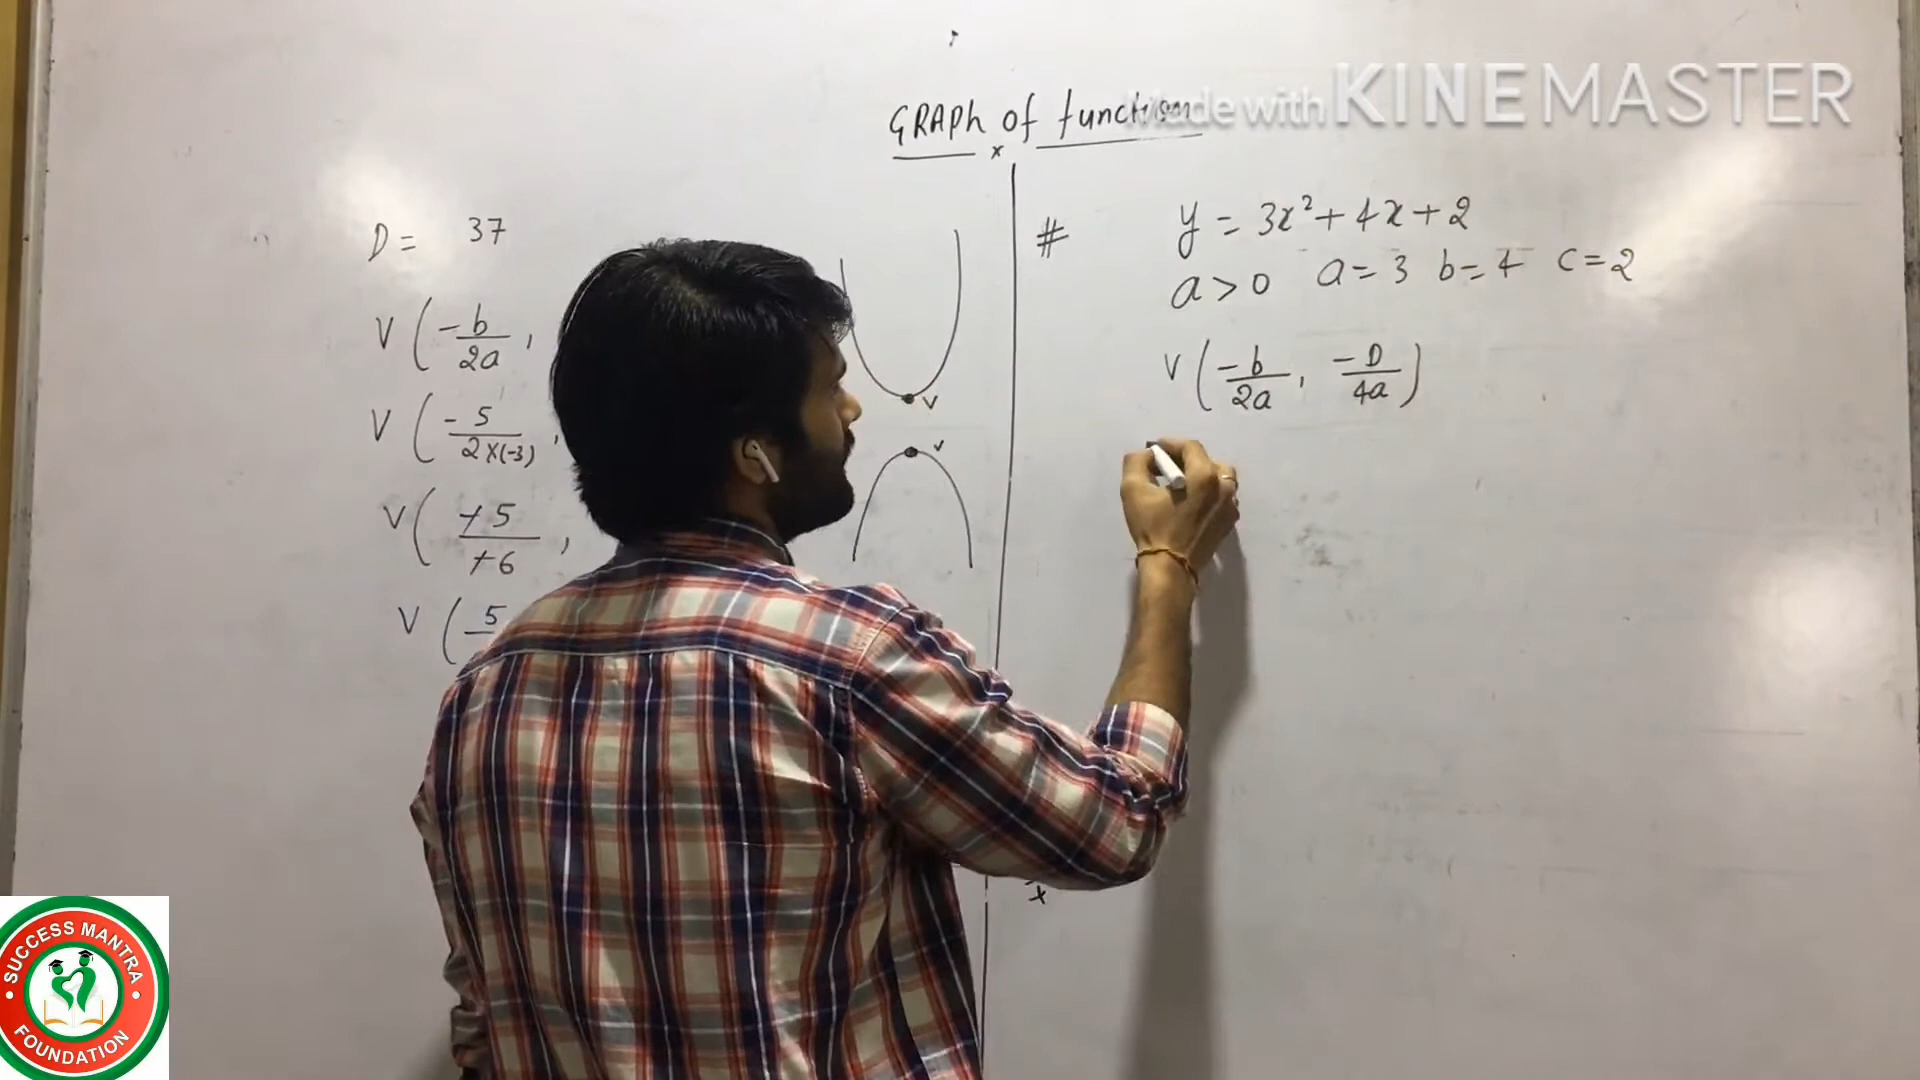 Made with KINEMASTER
GRAPh of function
x
D = 37
V ( -b/2a ,
V ( -5/2×(-3) ,
V ( +5/+6 ,
V ( 5
V
V
# y = 3x² + 4x + 2
a > 0 a = 3 b = 4 c = 2
V ( -b/2a , -D/4a )
x
SUCCESS MANTRA
FOUNDATION